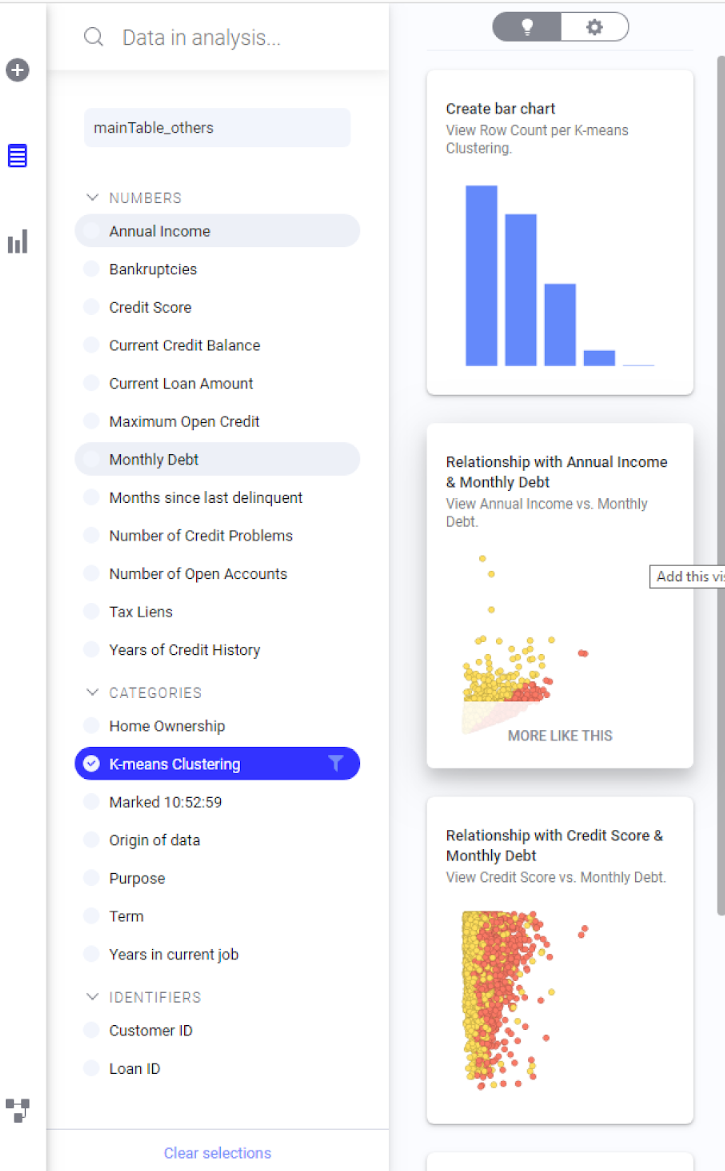 Data in analysis...
mainTable_others
NUMBERS
Annual Income
Bankruptcies
Credit Score
Current Credit Balance
Current Loan Amount
Maximum Open Credit
Monthly Debt
Months since last delinquent
Number of Credit Problems
Number of Open Accounts
Tax Liens
Years of Credit History
CATEGORIES
Home Ownership
K-means Clustering
Marked 10:52:59
Origin of data
Purpose
Term
Years in current job
IDENTIFIERS
Customer ID
Loan ID
Clear selections
Create bar chart
View Row Count per K-means
Clustering.
Relationship with Annual Income
& Monthly Debt
View Annual Income vs. Monthly
Debt.
Add this vi
MORE LIKE THIS
Relationship with Credit Score &
Monthly Debt
View Credit Score vs. Monthly Debt.